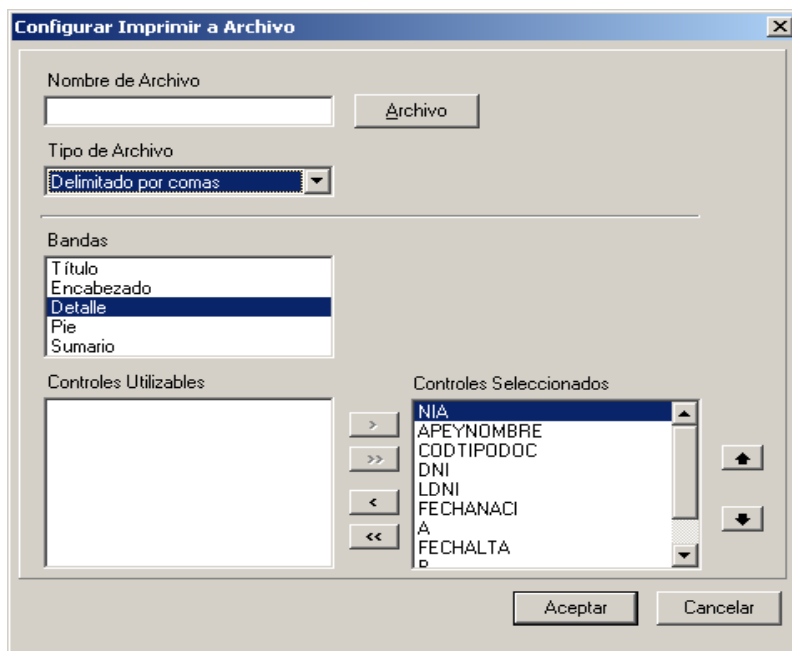 Configurar Imprimir a Archivo
Nombre de Archivo
Archivo
Tipo de Archivo
Delimitado por comas
Bandas
Título
Encabezado
Detalle
Pie
Sumario
Controles Utilizables
Controles Seleccionados
>
>>
<
<<
NIA
APEYNOMBRE
CODTIPODOC
DNI
LDNI
FECHANACI
A
FECHALTA
Aceptar
Cancelar